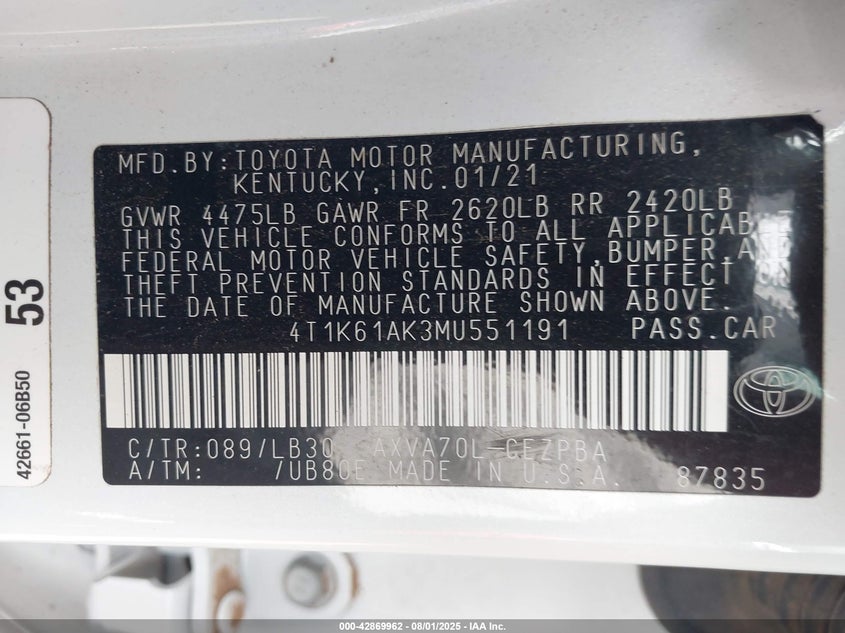 MFD.BY:TOYOTA MOTOR MANUFACTURING,
KENTUCKY,INC.01/21
GVWR 4475LB GAWR FR 2620LB RR 2420LB
THIS VEHICLE CONFORMS TO ALL APPLICABLE
FEDERAL MOTOR VEHICLE SAFETY,BUMPER,AND
THEFT PREVENTION STANDARDS IN EFFECT ON
THE DATE OF MANUFACTURE SHOWN ABOVE.
4T1K61AK3MU551191 PASS.CAR
C/TR:089/LB30 AXVA70L-CEZPBA
A/TM: 7UB80E MADE IN U.S.A. 87835
53
42661-06B50
000-42869962 - 08/01/2025 - IAA Inc.